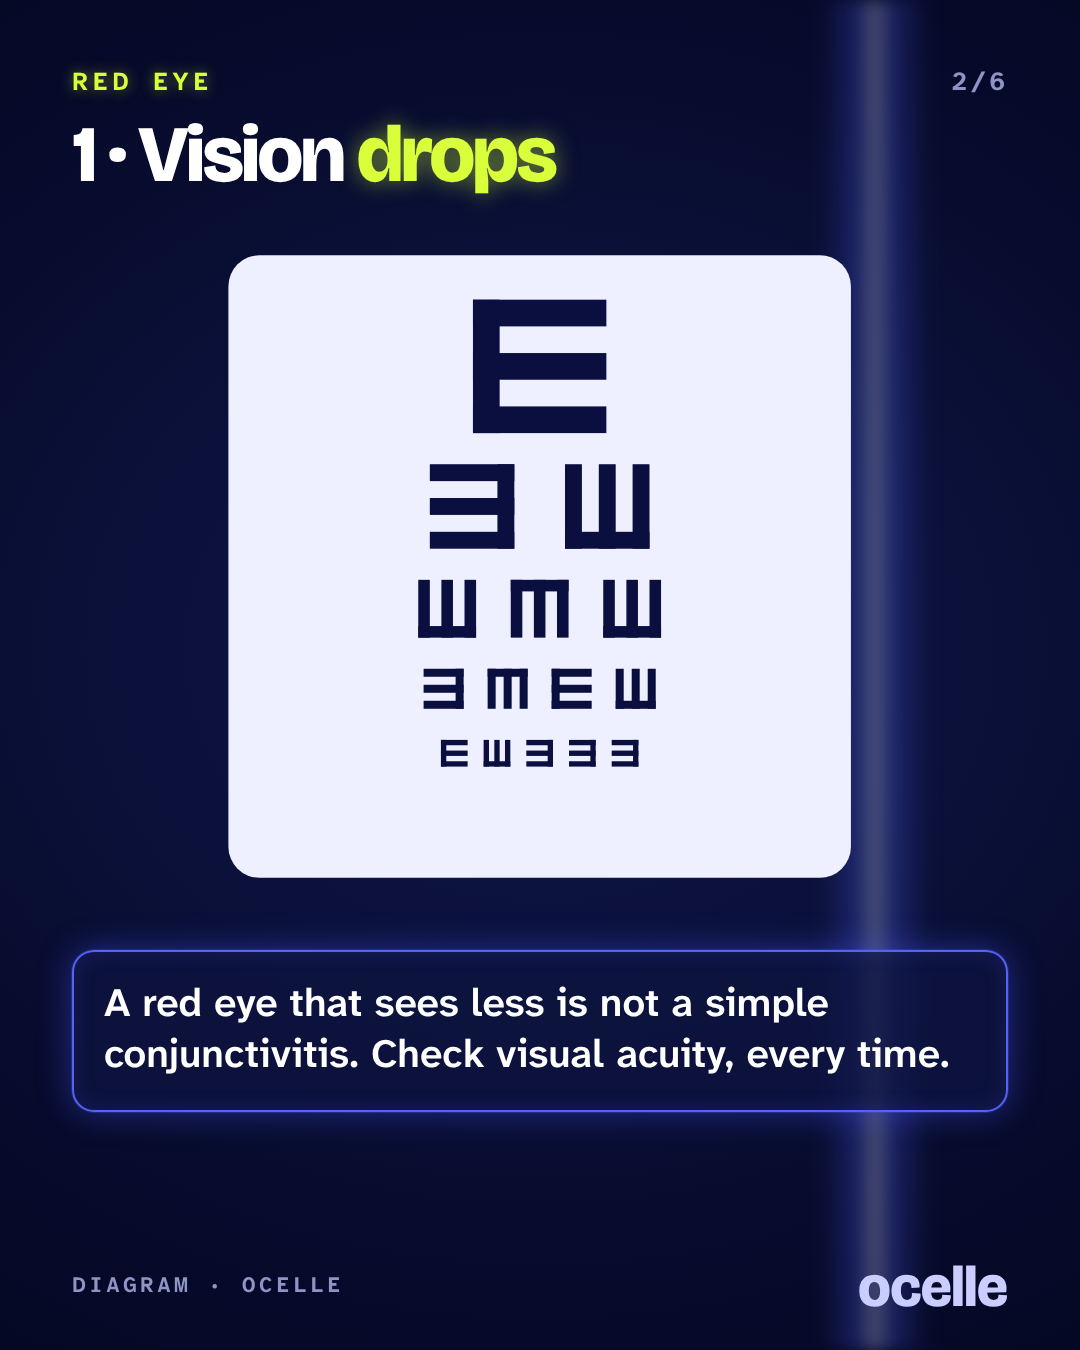 RED EYE
2/6
1 · Vision drops
E
E E
E E E
E E E E
E E E E E
A red eye that sees less is not a simple
conjunctivitis. Check visual acuity, every time.
DIAGRAM · OCELLE
ocelle